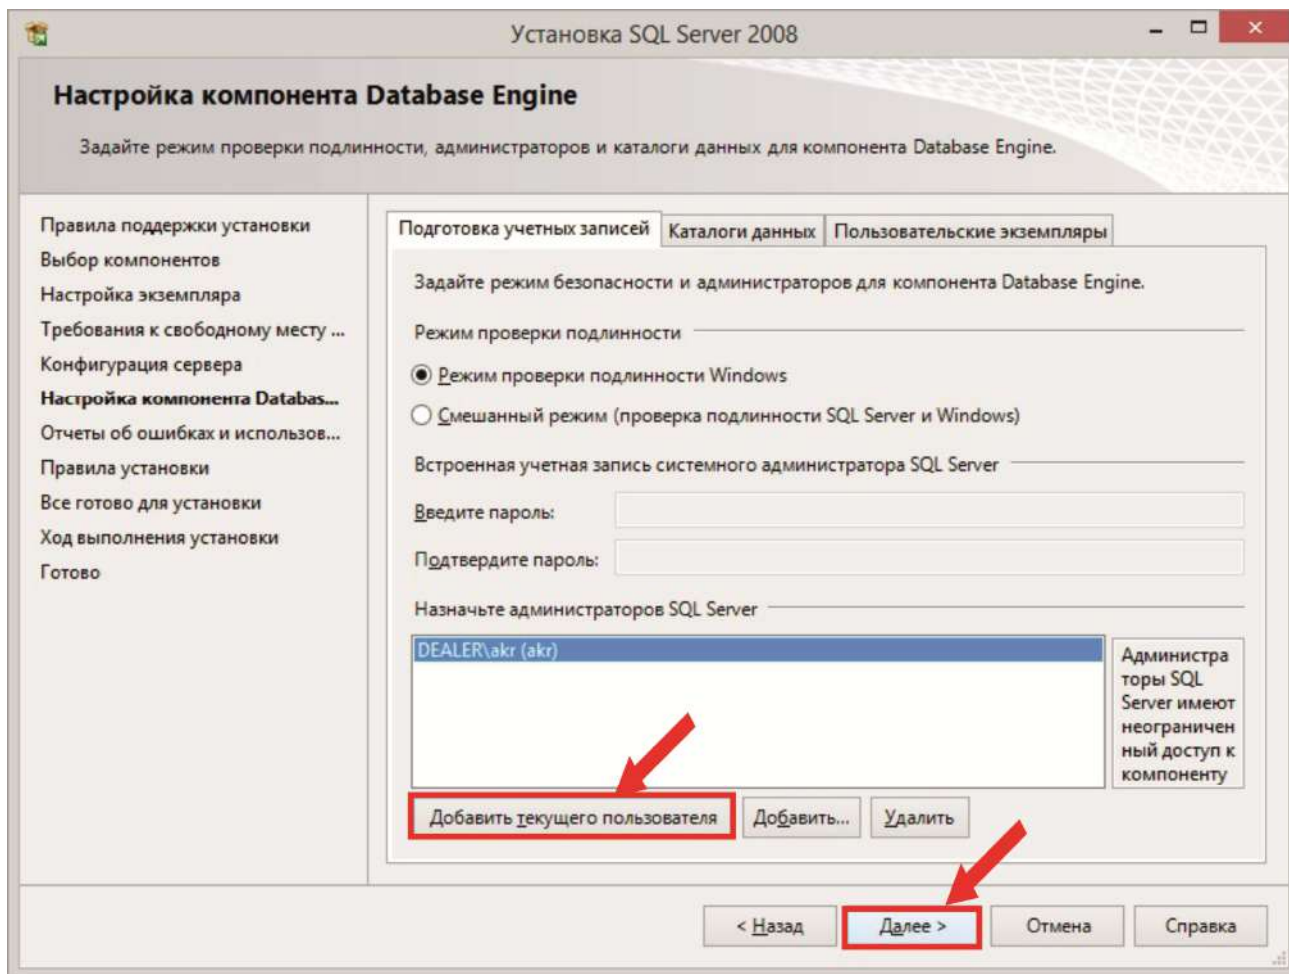 Установка SQL Server 2008
Настройка компонента Database Engine
Задайте режим проверки подлинности, администраторов и каталоги данных для компонента Database Engine.
Правила поддержки установки
Выбор компонентов
Настройка экземпляра
Требования к свободному месту ...
Конфигурация сервера
Настройка компонента Databas...
Отчеты об ошибках и использов...
Правила установки
Все готово для установки
Ход выполнения установки
Готово
Подготовка учетных записей
Каталоги данных
Пользовательские экземпляры
Задайте режим безопасности и администраторов для компонента Database Engine.
Режим проверки подлинности
Режим проверки подлинности Windows
Смешанный режим (проверка подлинности SQL Server и Windows)
Встроенная учетная запись системного администратора SQL Server
Введите пароль:
Подтвердите пароль:
Назначьте администраторов SQL Server
DEALER\akr (akr)
Администра
торы SQL
Server имеют
неограничен
ный доступ к
компоненту
Добавить текущего пользователя
Добавить...
Удалить
< Назад
Далее >
Отмена
Справка